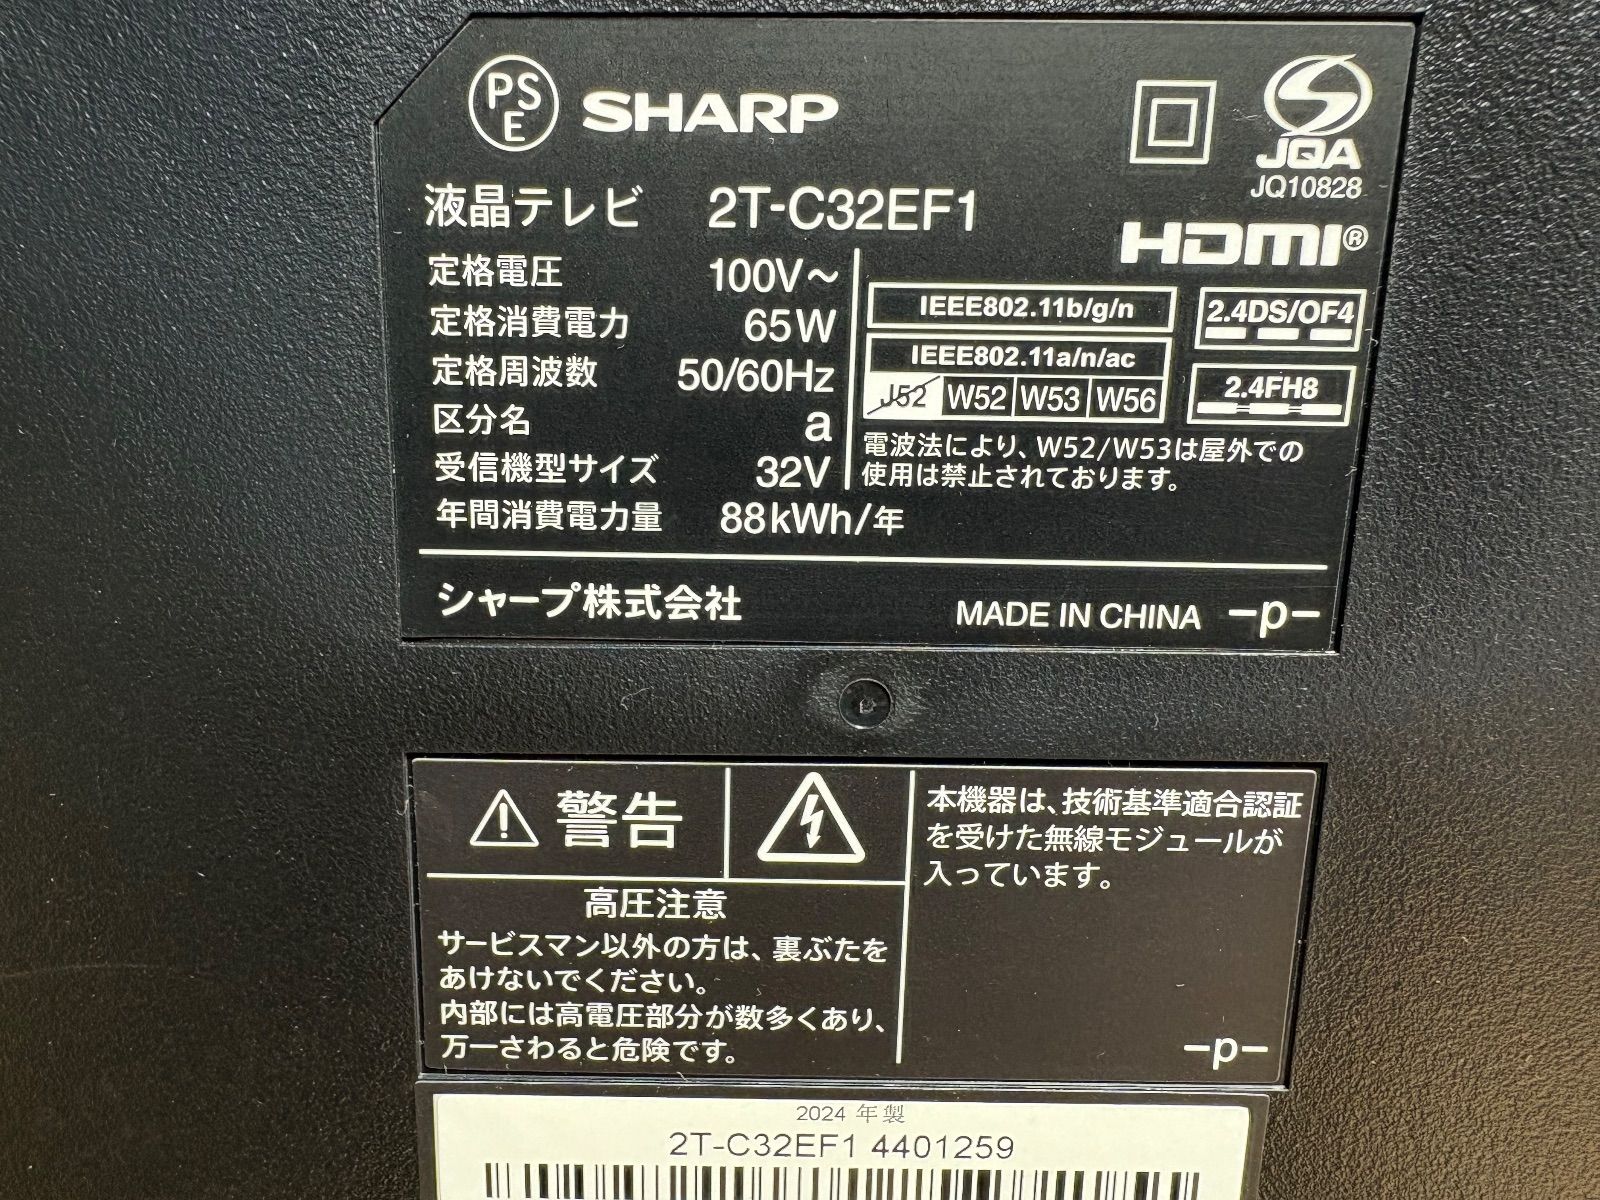 PSE SHARP
JQA
JQ10828
液晶テレビ 2T-C32EF1
HDMI®
定格電圧 100V～
定格消費電力 65W
定格周波数 50/60Hz
区分名 a
受信機型サイズ 32V
年間消費電力量 88kWh/年
IEEE802.11b/g/n
IEEE802.11a/n/ac
J52 W52 W53 W56
2.4DS/OF4
2.4FH8
電波法により、W52/W53は屋外での
使用は禁止されております。
シャープ株式会社 MADE IN CHINA -p-
警告
高圧注意
サービスマン以外の方は、裏ぶたを
あけないでください。
内部には高電圧部分が数多くあり、
万一さわると危険です。
本機器は、技術基準適合認証
を受けた無線モジュールが
入っています。
-p-
2024 年製
2T-C32EF1 4401259